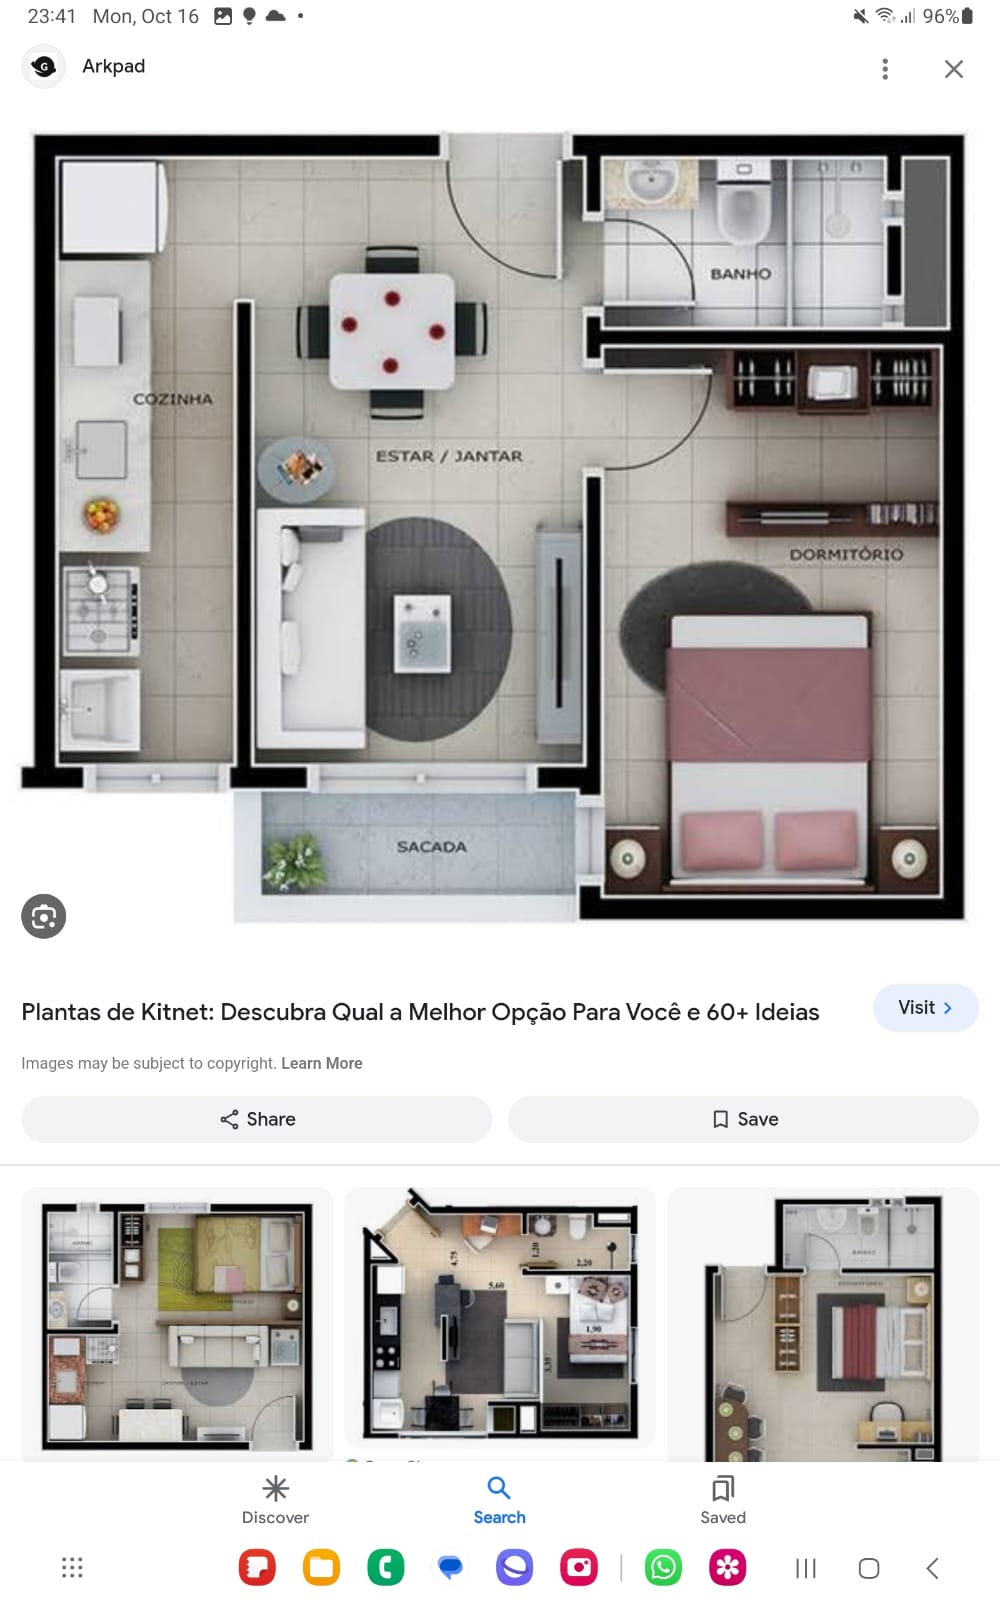 23:41 Mon, Oct 16
96%
G
Arkpad
BANHO
COZINHA
ESTAR / JANTAR
DORMITÓRIO
SACADA
Plantas de Kitnet: Descubra Qual a Melhor Opção Para Você e 60+ Ideias
Visit
Images may be subject to copyright. Learn More
Share
Save
4,75
1,20
2,20
5,60
1,90
3,35
BANHO
DORMITÓRIO
Discover
Search
Saved